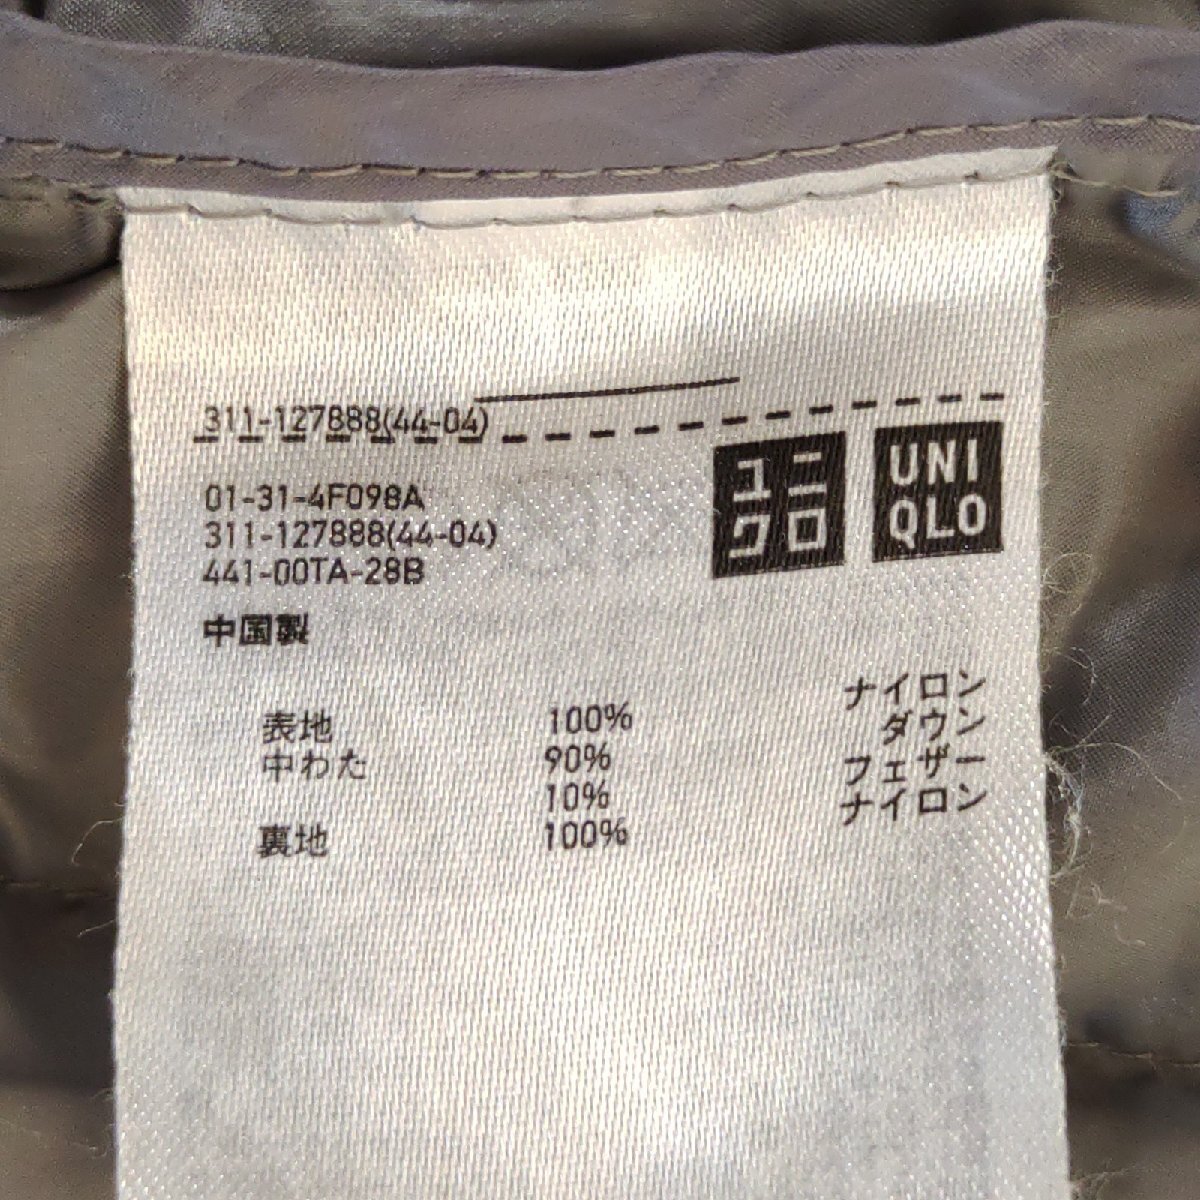 311-127888(44-04)
ユニ
クロ
UNI
QLO
01-31-4F098A
311-127888(44-04)
441-00TA-28B
中国製
表地 100% ナイロン
中わた 90% ダウン
10% フェザー
裏地 100% ナイロン